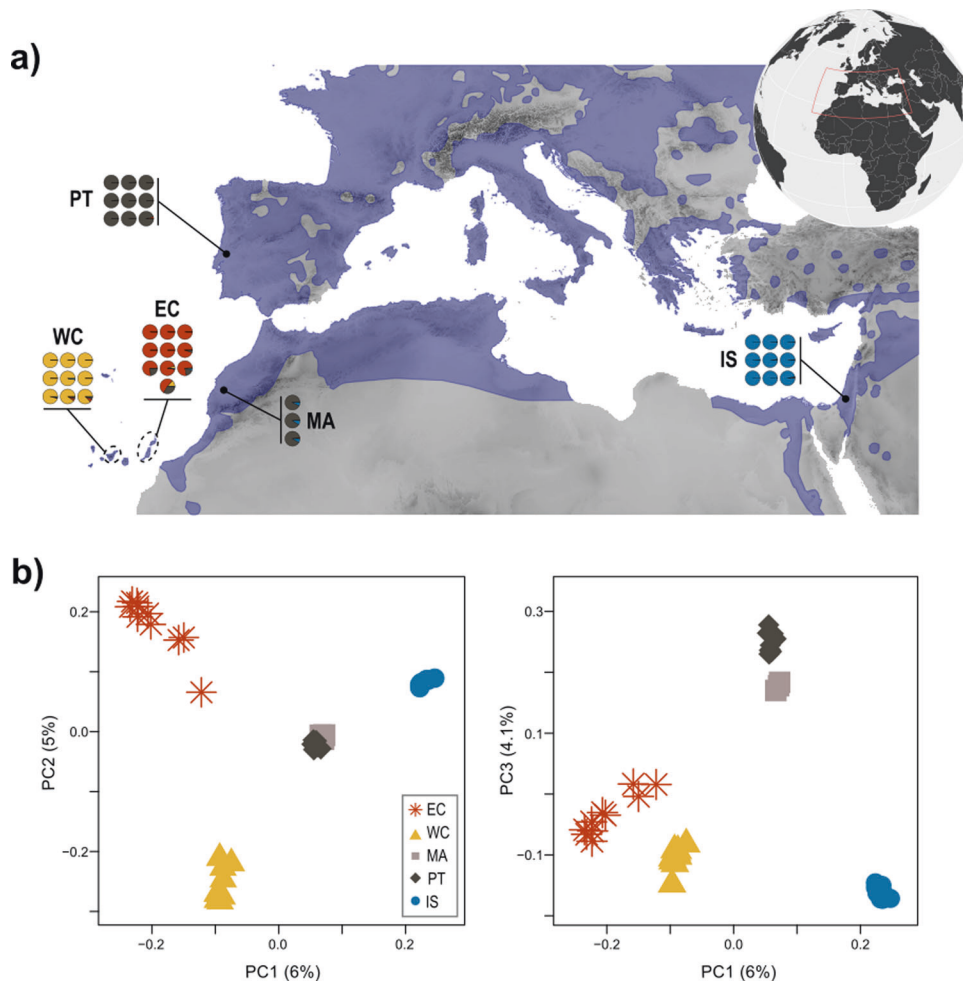 a)
PT
WC
EC
MA
IS
b)
0.2
0.0
−0.2
PC2 (5%)
−0.2
0.0
0.2
PC1 (6%)
EC
WC
MA
PT
IS
0.3
0.1
−0.1
PC3 (4.1%)
−0.2
0.0
0.2
PC1 (6%)